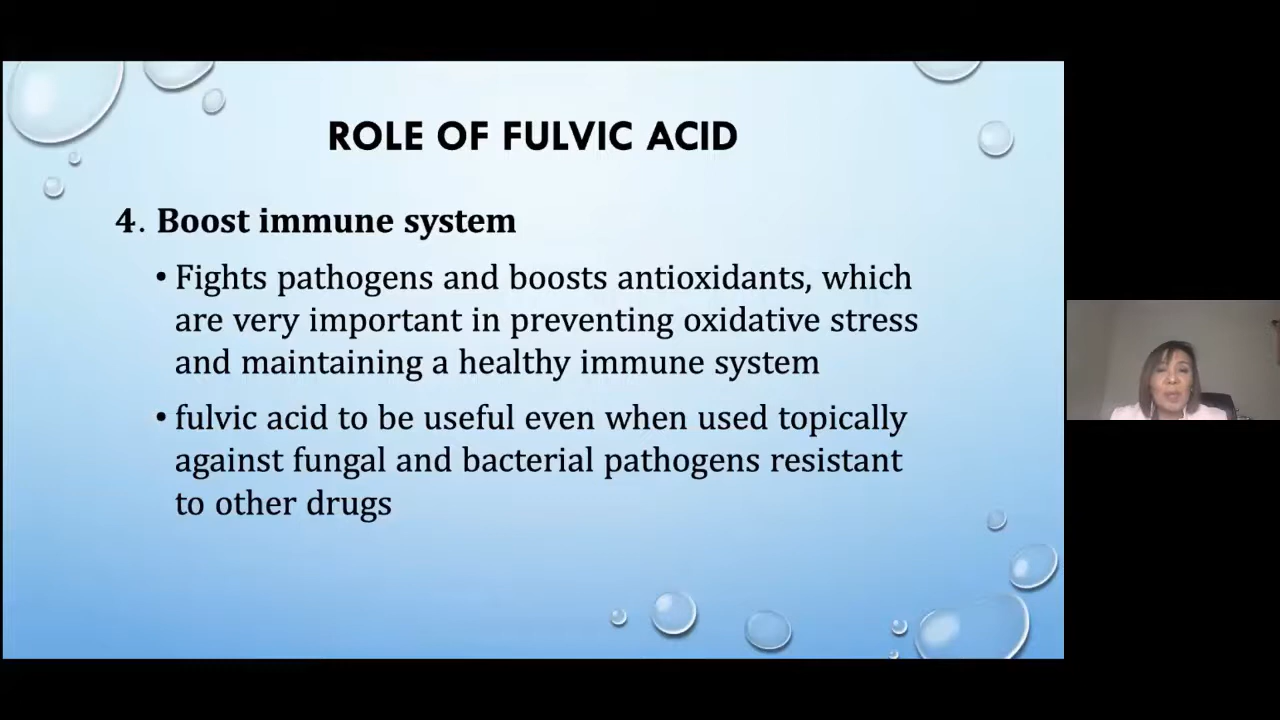 ROLE OF FULVIC ACID
4. Boost immune system
• Fights pathogens and boosts antioxidants, which
are very important in preventing oxidative stress
and maintaining a healthy immune system
• fulvic acid to be useful even when used topically
against fungal and bacterial pathogens resistant
to other drugs